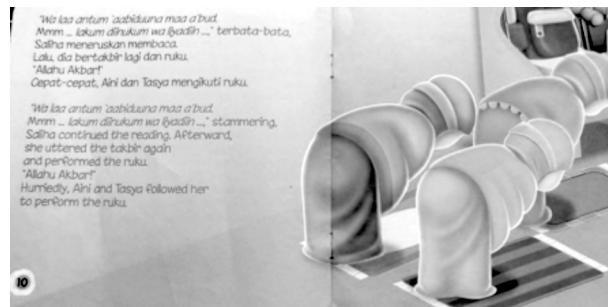 "Wa laa antum 'aabiduuna maa a'bud.
Mmm ... lakum diinukum wa liyadiin ...," terbata-bata,
Saliha meneruskan membaca.
Lalu, dia bertakbir lagi dan ruku.
"Allahu Akbar!"
Cepat-cepat, Aini dan Tasya mengikuti ruku.
"Wa laa antum 'aabiduuna maa a'bud.
Mmm ... lakum diinukum wa liyadiin ...," stammering,
Saliha continued the reading. Afterward,
she uttered the takbir again
and performed the ruku.
"Allahu Akbar!"
Hurriedly, Aini and Tasya followed her
to perform the ruku.
10